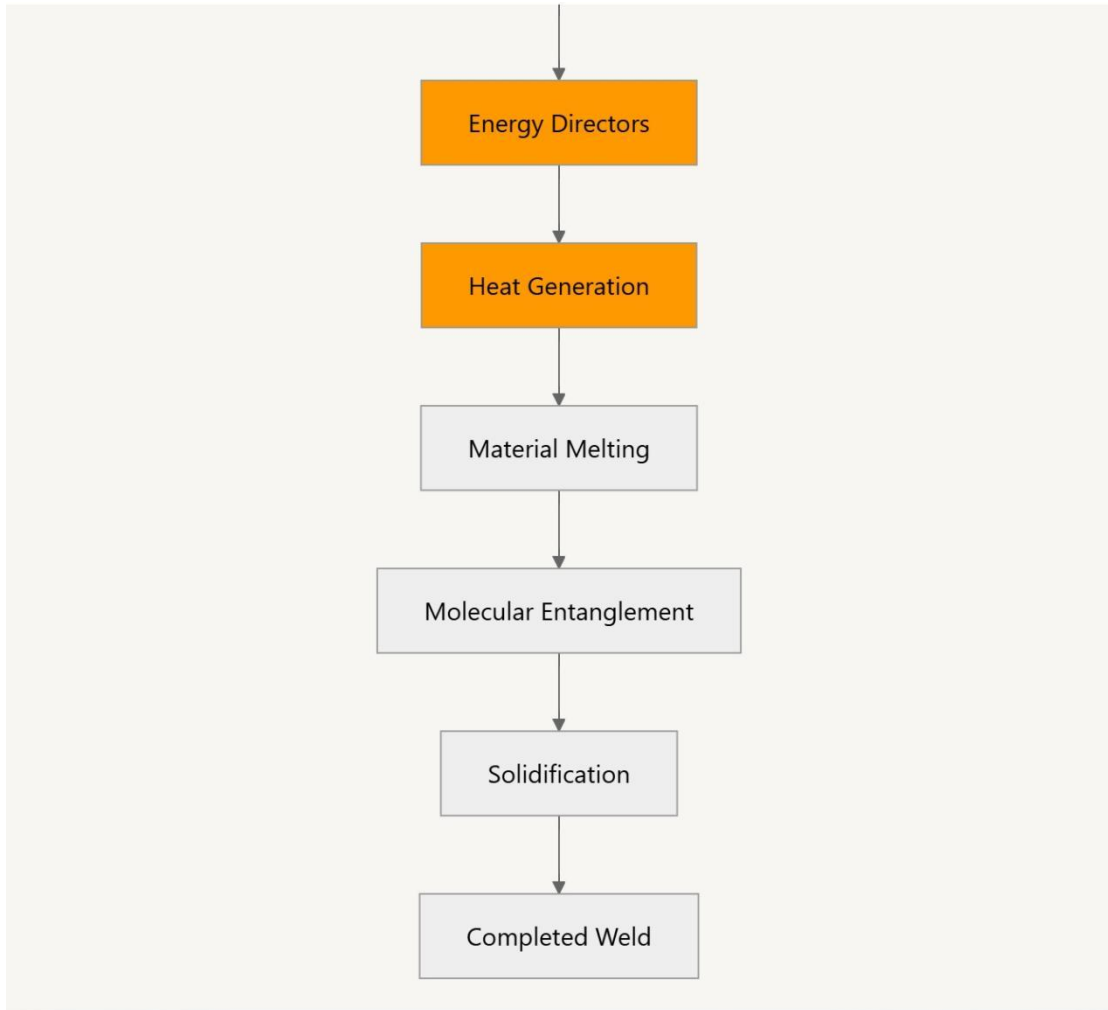 Energy Directors
Heat Generation
Material Melting
Molecular Entanglement
Solidification
Completed Weld